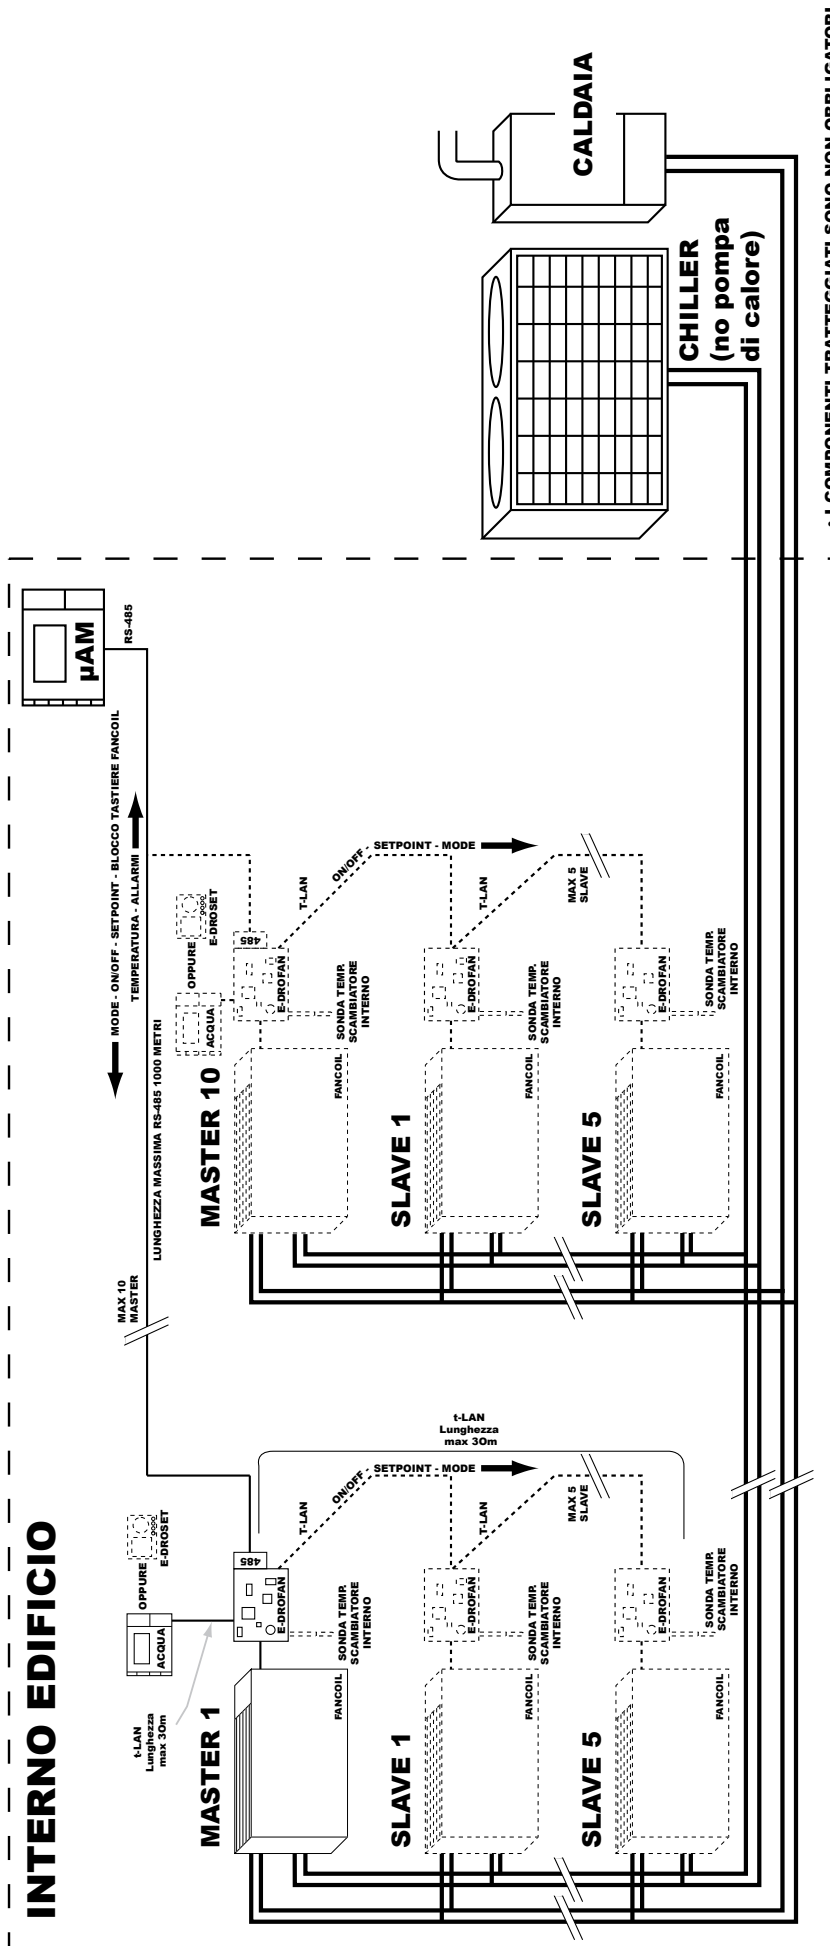 INTERNO EDIFICIO
µAM
RS-485
MODE - ON/OFF - SETPOINT - BLOCCO TASTIERE FANCOIL
TEMPERATURA - ALLARMI
LUNGHEZZA MASSIMA RS-485 1000 METRI
MAX 10
MASTER
t-LAN
Lunghezza
max 30m
ACQUA
OPPURE
E-DROSET
MASTER 1
FANCOIL
E-DROFAN
485
SONDA TEMP.
SCAMBIATORE
INTERNO
T-LAN
ON/OFF - SETPOINT - MODE
SLAVE 1
FANCOIL
E-DROFAN
SONDA TEMP.
SCAMBIATORE
INTERNO
T-LAN
MAX 5
SLAVE
SLAVE 5
FANCOIL
E-DROFAN
SONDA TEMP.
SCAMBIATORE
INTERNO
t-LAN
Lunghezza
max 30m
ACQUA
OPPURE
E-DROSET
MASTER 10
FANCOIL
E-DROFAN
485
SONDA TEMP.
SCAMBIATORE
INTERNO
T-LAN
ON/OFF - SETPOINT - MODE
SLAVE 1
FANCOIL
E-DROFAN
SONDA TEMP.
SCAMBIATORE
INTERNO
T-LAN
MAX 5
SLAVE
SLAVE 5
FANCOIL
E-DROFAN
SONDA TEMP.
SCAMBIATORE
INTERNO
CHILLER
(no pompa
di calore)
CALDAIA
• I COMPONENTI TRATTEGGIATI SONO NON OBBLIGATORI